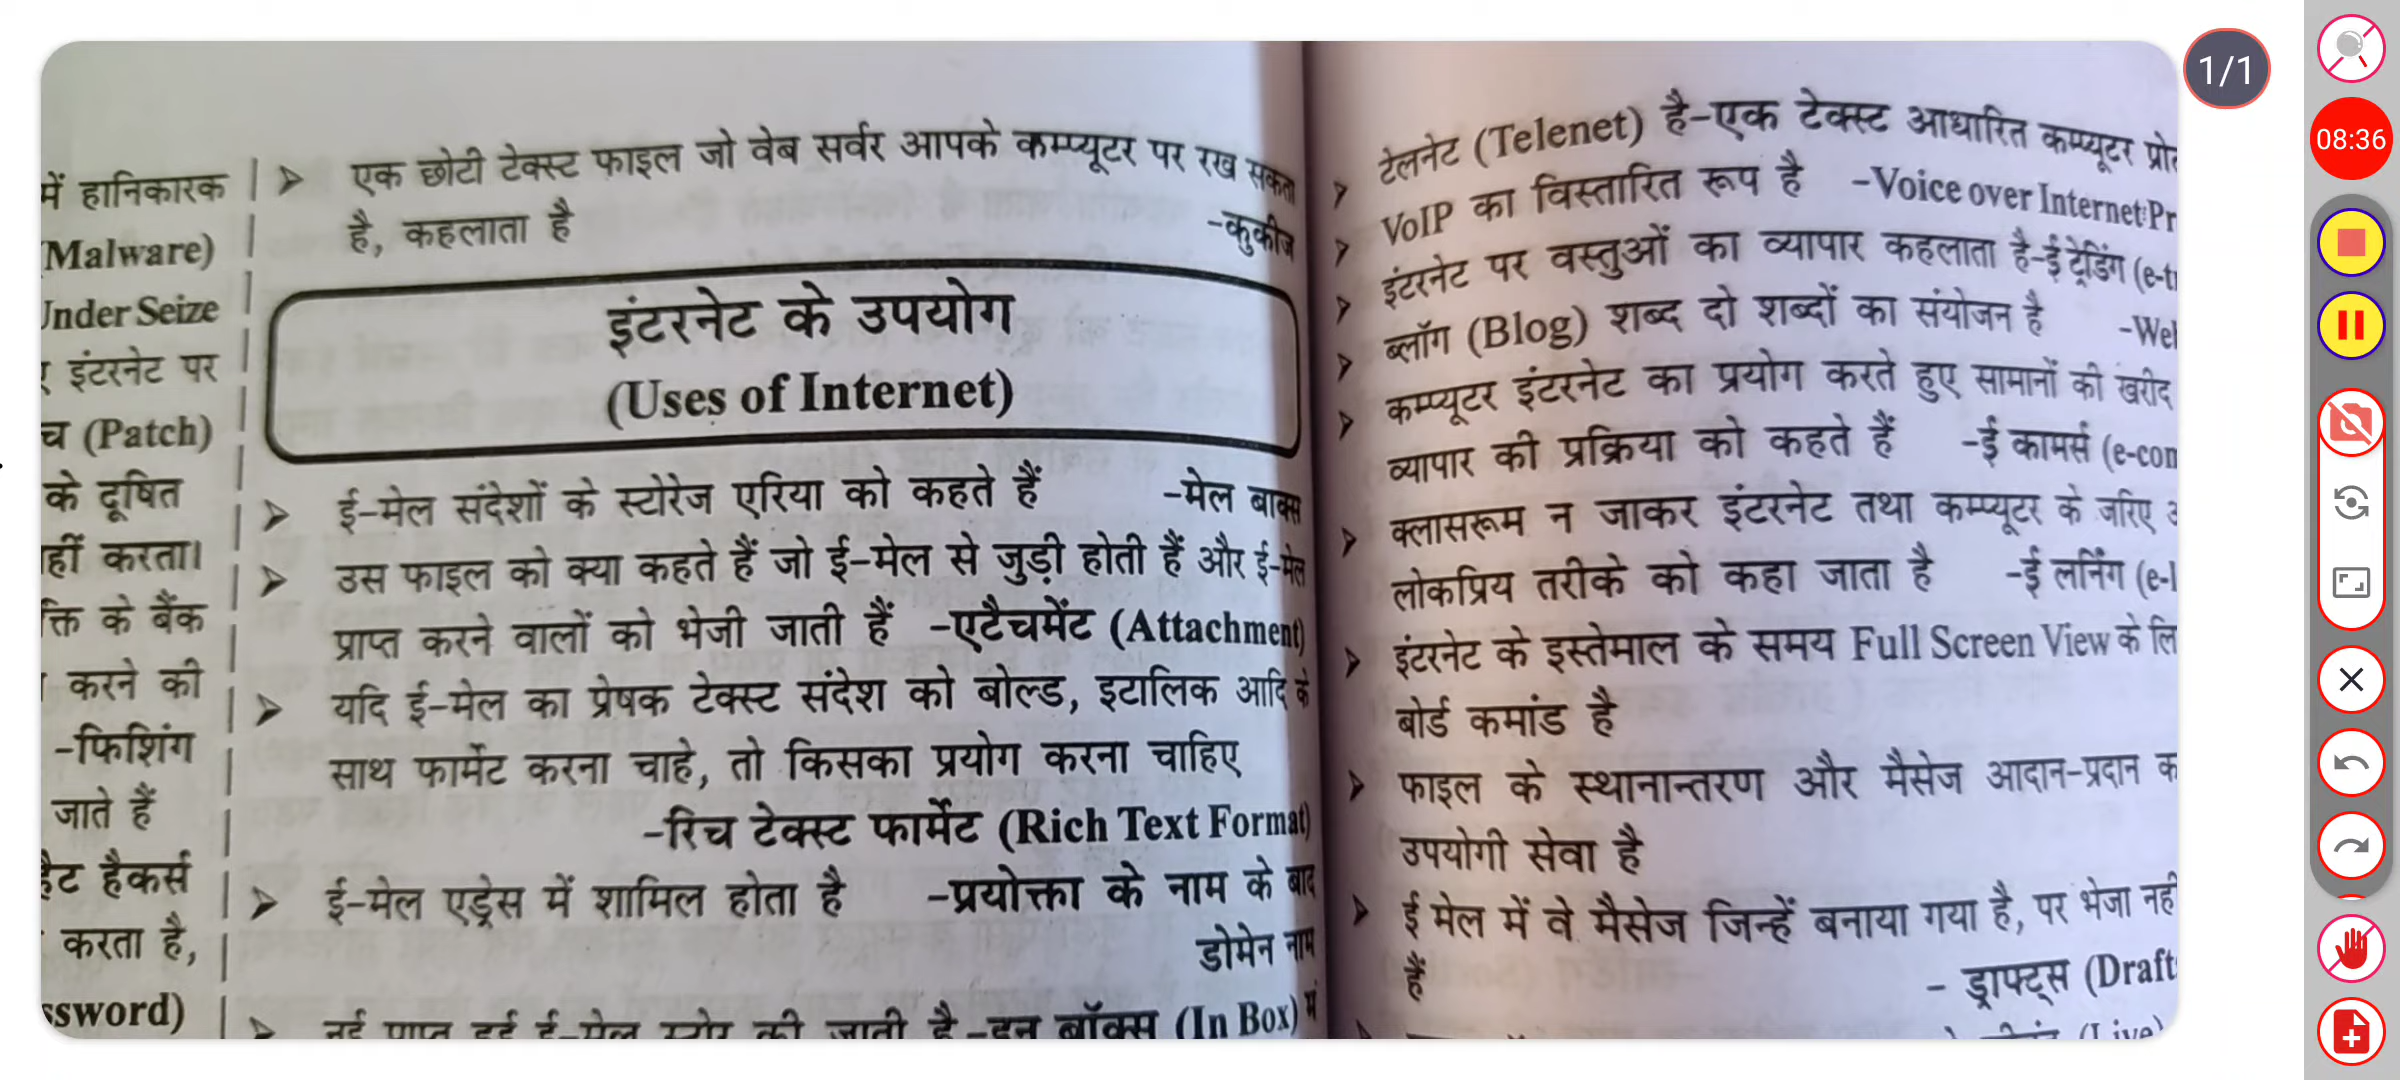 में हानिकारक
(Malware)
Under Seize
इंटरनेट पर
(Patch)
के दूषित
करता।
के बैंक
करने की
-फिशिंग
जाते हैं
हैकर्स
करता है,
➤ एक छोटी टेक्स्ट फाइल जो वेब सर्वर आपके कम्प्यूटर पर रख सकता
है, कहलाता है -कुकीज
इंटरनेट के उपयोग
(Uses of Internet)
➤ ई-मेल संदेशों के स्टोरेज एरिया को कहते हैं -मेल बाक्स
➤ उस फाइल को क्या कहते हैं जो ई-मेल से जुड़ी होती हैं और ई-मेल
प्राप्त करने वालों को भेजी जाती हैं -एटैचमेंट (Attachment)
➤ यदि ई-मेल का प्रेषक टेक्स्ट संदेश को बोल्ड, इटालिक आदि के
साथ फार्मेट करना चाहे, तो किसका प्रयोग करना चाहिए
-रिच टेक्स्ट फार्मेट (Rich Text Format)
➤ ई-मेल एड्रेस में शामिल होता है -प्रयोक्ता के नाम के बाद
डोमेन नाम
➤ नई प्राप्त हुई ई-मेल स्टोर की जाती है -इन बॉक्स (In Box) में
➤ टेलनेट (Telenet) है-एक टेक्स्ट आधारित कम्प्यूटर
➤ VoIP का विस्तारित रूप है -Voice over Internet
➤ इंटरनेट पर वस्तुओं का व्यापार कहलाता है-ई ट्रेडिंग
➤ ब्लॉग (Blog) शब्द दो शब्दों का संयोजन है
➤ कम्प्यूटर इंटरनेट का प्रयोग करते हुए सामानों की खरीद
व्यापार की प्रक्रिया को कहते हैं -ई कामर्स
➤ क्लासरूम न जाकर इंटरनेट तथा कम्प्यूटर के जरिए
लोकप्रिय तरीके को कहा जाता है -ई लर्निंग
➤ इंटरनेट के इस्तेमाल के समय Full Screen View के
बोर्ड कमांड है
➤ फाइल के स्थानान्तरण और मैसेज आदान-प्रदान
उपयोगी सेवा है
➤ ई मेल में वे मैसेज जिन्हें बनाया गया है, पर भेजा
हैं - ड्राफ्ट्स
1/1
08:36